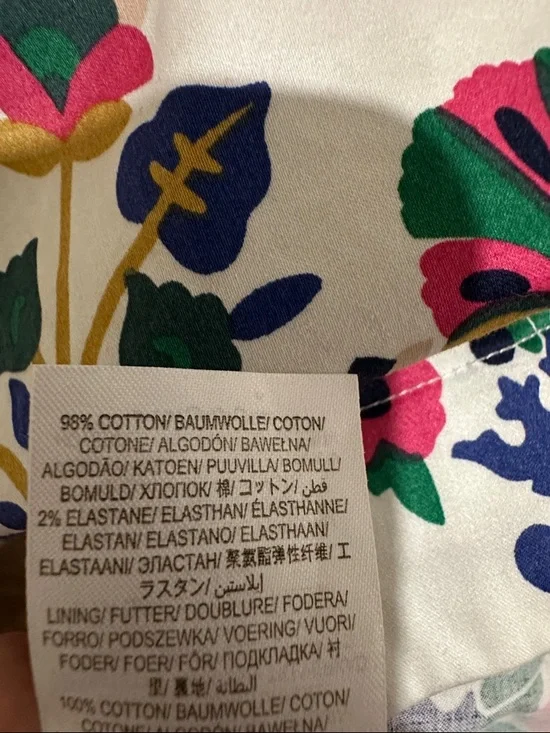 98% COTTON/ BAUMWOLLE/ COTON/
COTONE/ ALGODÓN/ BAWEŁNA/
ALGODÃO/ KATOEN/ PUUVILLA/ BOMULL/
BOMULD/ ХЛОПОК/ 棉/ コットン/ قطن/
2% ELASTANE/ ELASTHAN/ ÉLASTHANNE/
ELASTAN/ ELASTANO/ ELASTHAAN/
ELASTAANI/ ЭЛАСТАН/ 聚氨酯弹性纤维/ エ
ラスタン/ إيلاستين/
LINING/ FUTTER/ DOUBLURE/ FODERA/
FORRO/ PODSZEWKA/ VOERING/ VUORI/
FODER/ FOER/ FÔR/ ПОДКЛАДКА/ 衬
里/ 裏地/ البطانة/
100% COTTON/ BAUMWOLLE/ COTON/
COTONE/ ALGODÓN/ BAWEŁNA/